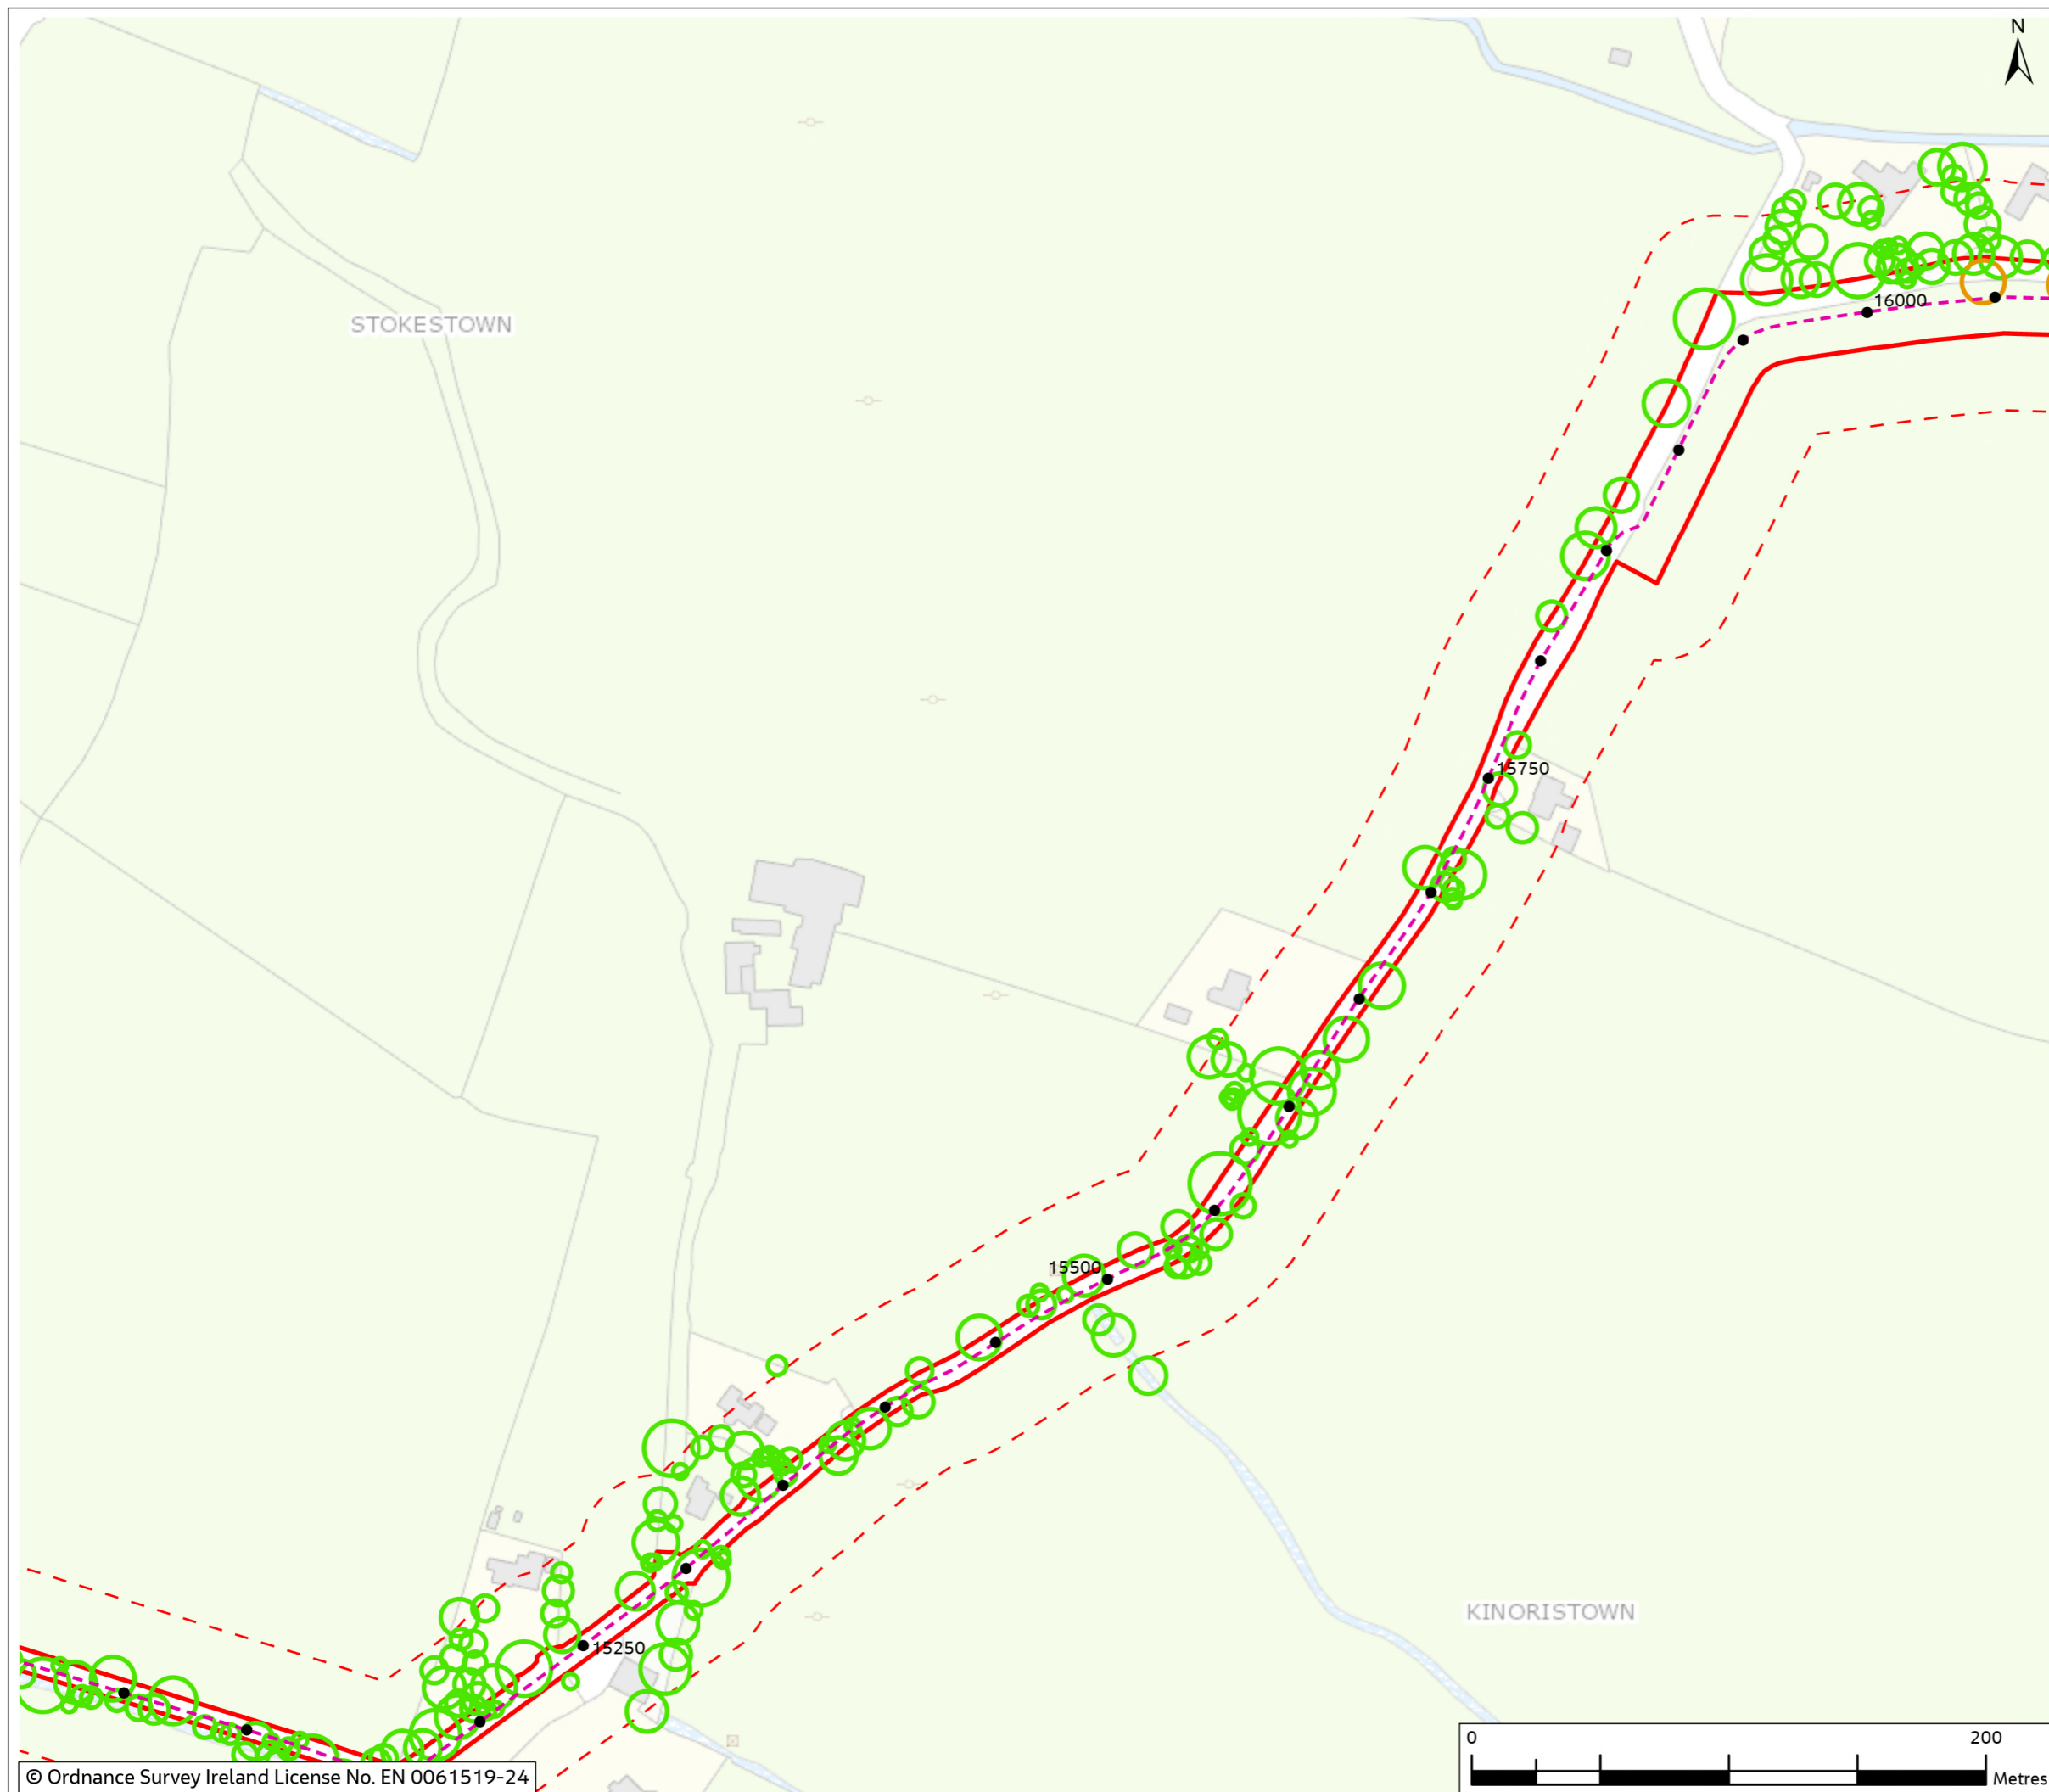 N
16000
STOKESTOWN
15750
15500
KINORISTOWN
15250
0 200
Metres
© Ordnance Survey Ireland License No. EN 0061519-24